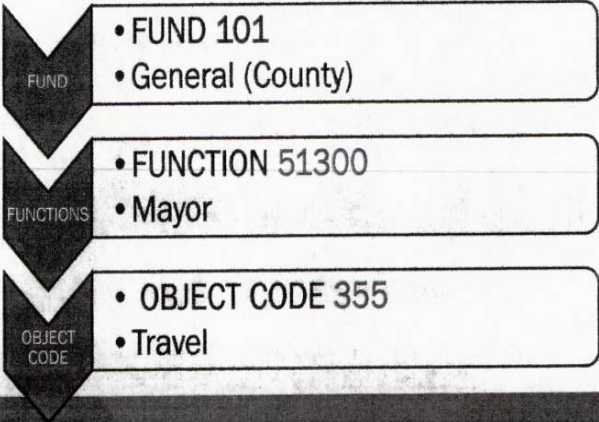 FUND
• FUND 101
• General (County)
FUNCTIONS
• FUNCTION 51300
• Mayor
OBJECT
CODE
• OBJECT CODE 355
• Travel